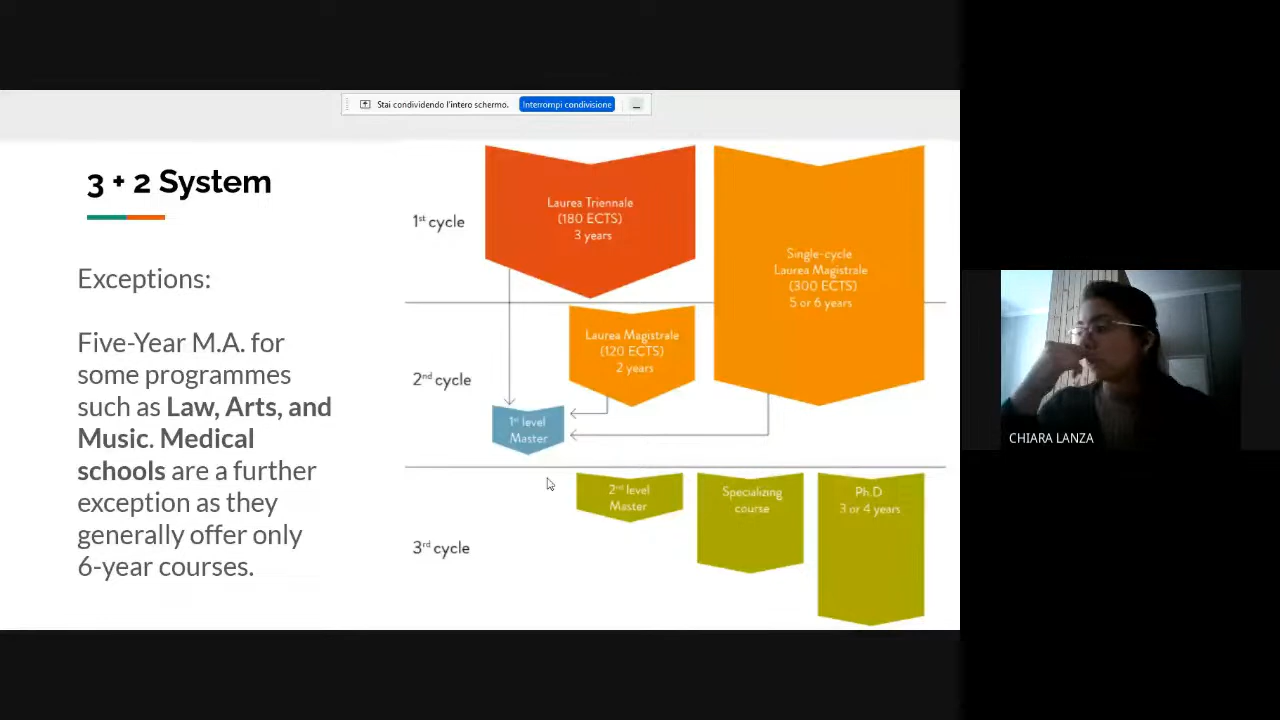 Stai condividendo l'intero schermo. Interrompi condivisione
3 + 2 System
Exceptions:
Five-Year M.A. for
some programmes
such as Law, Arts, and
Music. Medical
schools are a further
exception as they
generally offer only
6-year courses.
1st cycle
Laurea Triennale
(180 ECTS)
3 years
Single-cycle
Laurea Magistrale
(300 ECTS)
5 or 6 years
2nd cycle
Laurea Magistrale
(120 ECTS)
2 years
1st level
Master
3rd cycle
2nd level
Master
Specializing
course
Ph.D
3 or 4 years
CHIARA LANZA